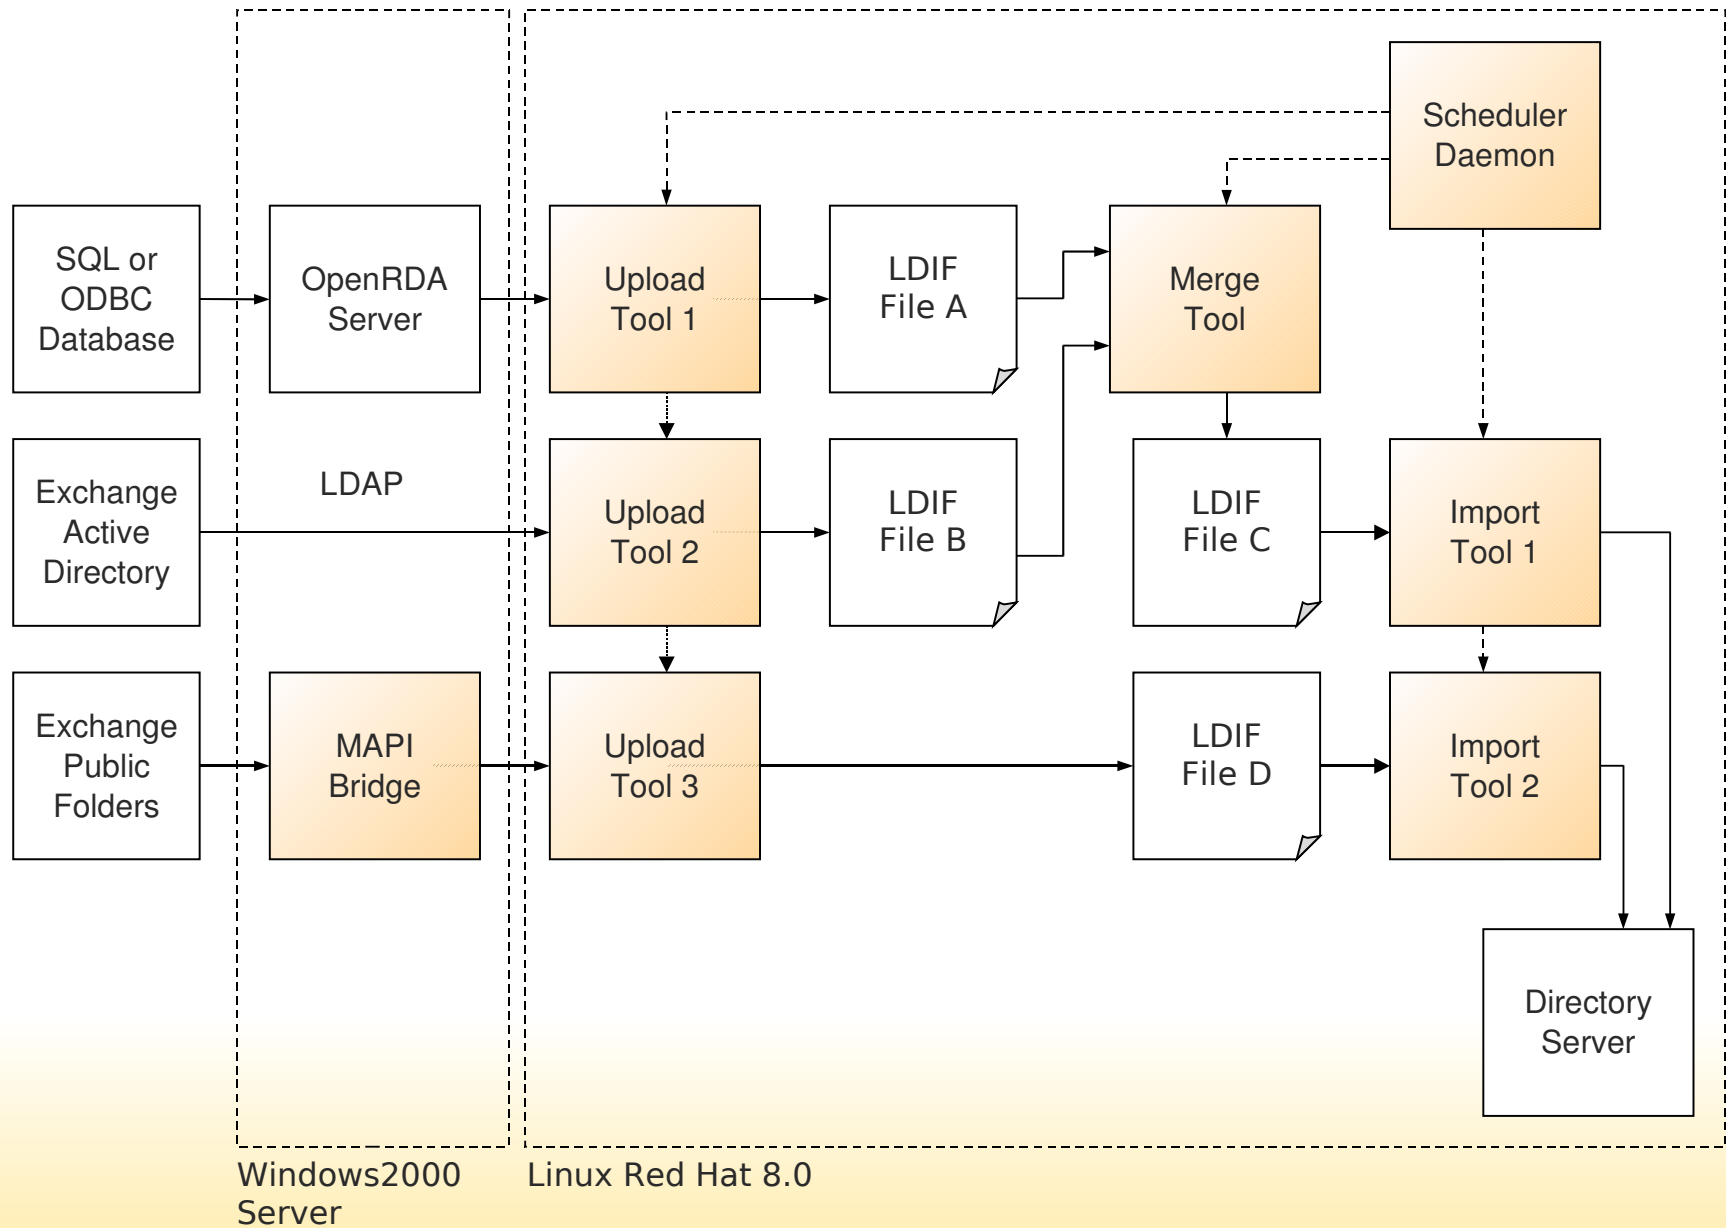 Scheduler
Daemon
SQL or
ODBC
Database
OpenRDA
Server
Upload
Tool 1
LDIF
File A
Merge
Tool
Exchange
Active
Directory
LDAP
Upload
Tool 2
LDIF
File B
LDIF
File C
Import
Tool 1
Exchange
Public
Folders
MAPI
Bridge
Upload
Tool 3
LDIF
File D
Import
Tool 2
Directory
Server
Windows2000
Server
Linux Red Hat 8.0